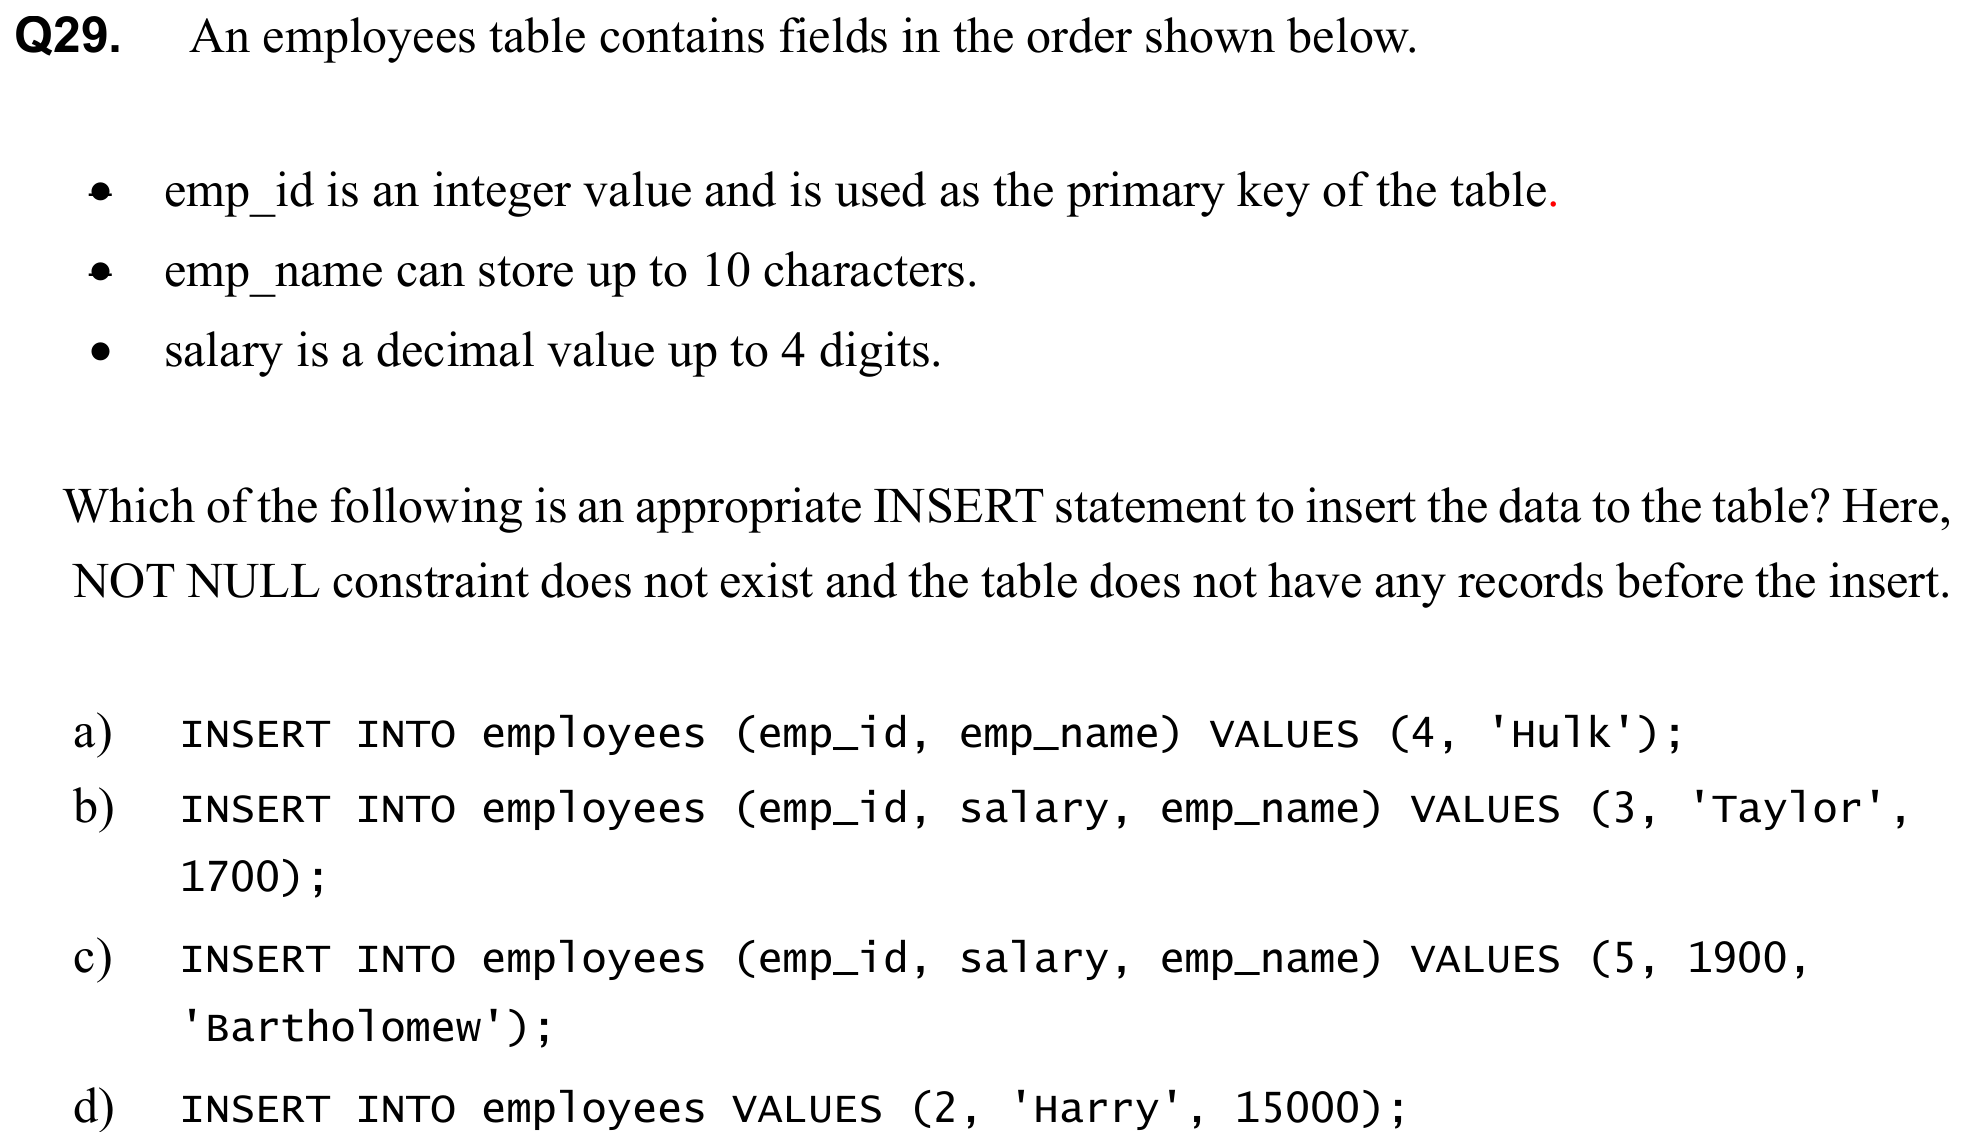 Q29. An employees table contains fields in the order shown below.
• emp_id is an integer value and is used as the primary key of the table.
• emp_name can store up to 10 characters.
• salary is a decimal value up to 4 digits.
Which of the following is an appropriate INSERT statement to insert the data to the table? Here,
NOT NULL constraint does not exist and the table does not have any records before the insert.
a) INSERT INTO employees (emp_id, emp_name) VALUES (4, 'Hulk');
b) INSERT INTO employees (emp_id, salary, emp_name) VALUES (3, 'Taylor',
1700);
c) INSERT INTO employees (emp_id, salary, emp_name) VALUES (5, 1900,
'Bartholomew');
d) INSERT INTO employees VALUES (2, 'Harry', 15000);